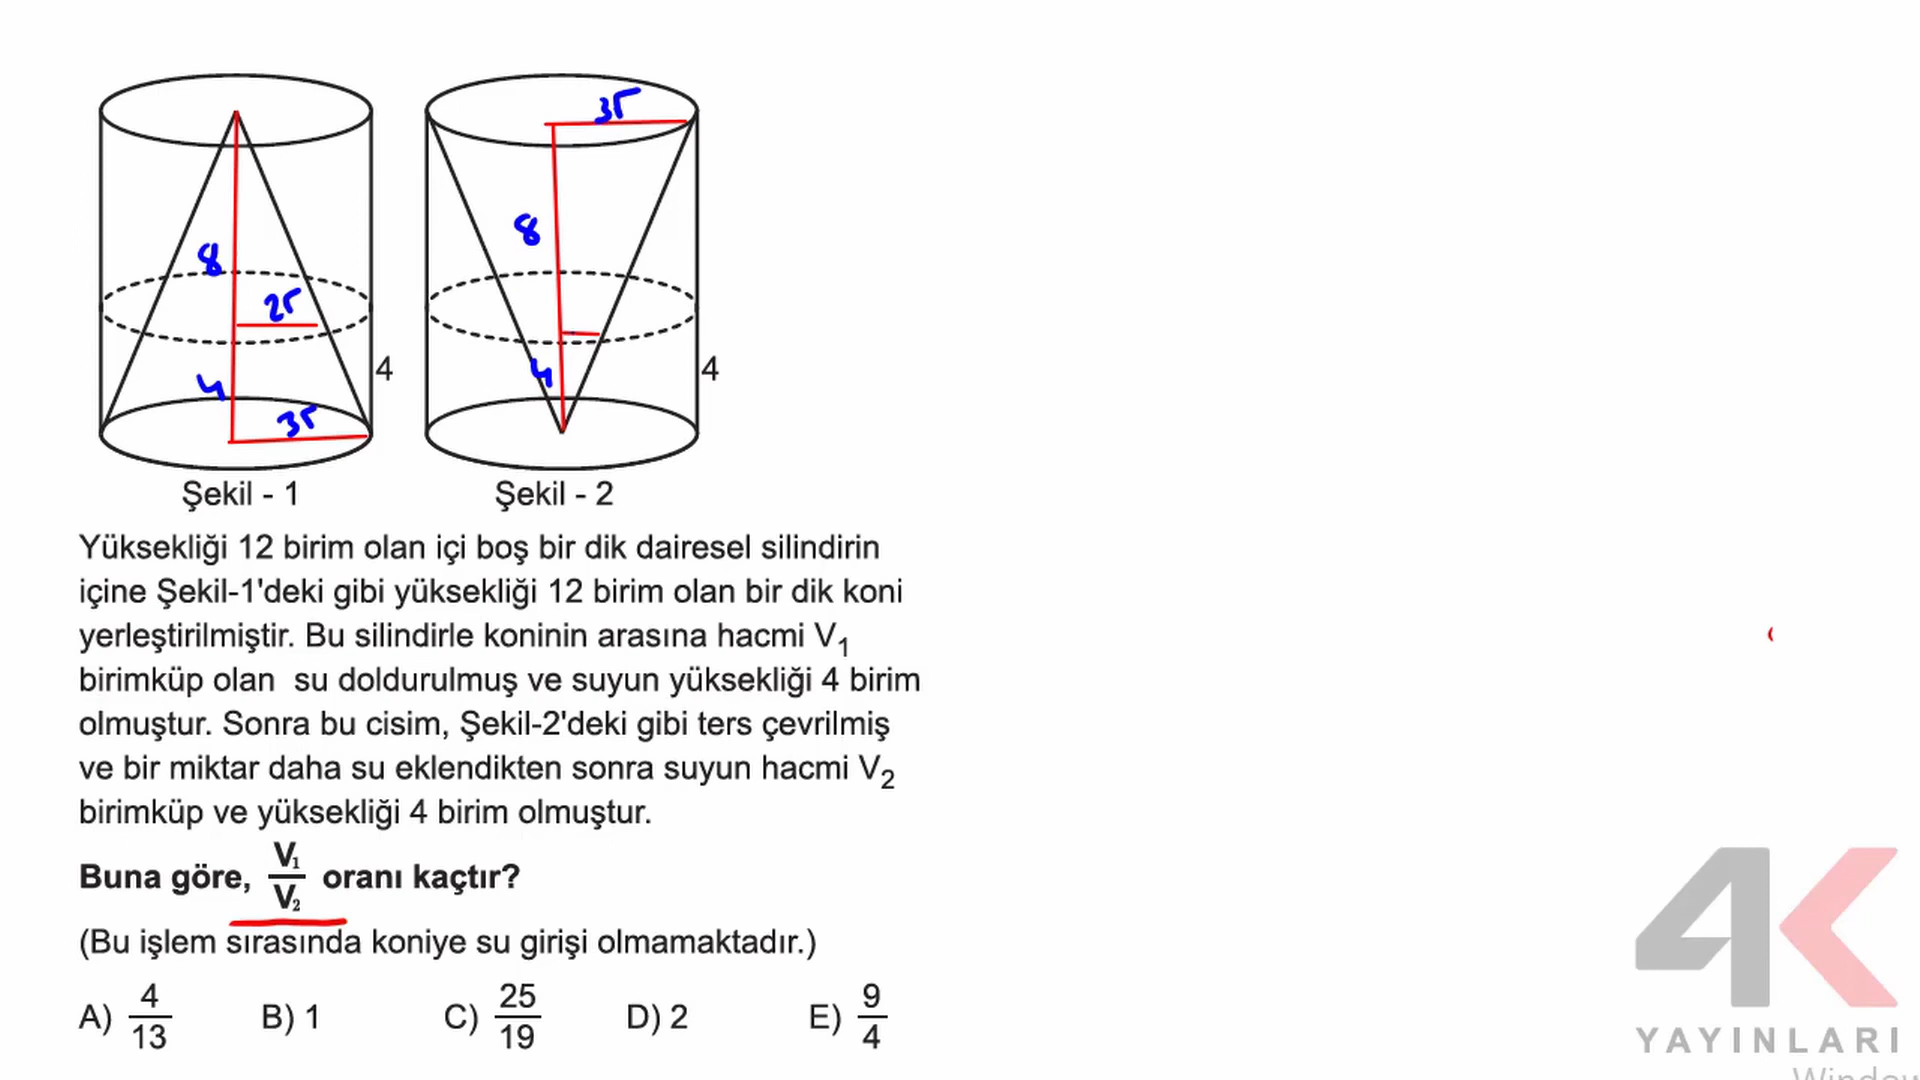 3r
8
8
2r
4
4
4
4
3r
Şekil - 1
Şekil - 2
Yüksekliği 12 birim olan içi boş bir dik dairesel silindirin
içine Şekil-1'deki gibi yüksekliği 12 birim olan bir dik koni
yerleştirilmiştir. Bu silindirle koninin arasına hacmi V₁
birimküp olan su doldurulmuş ve suyun yüksekliği 4 birim
olmuştur. Sonra bu cisim, Şekil-2'deki gibi ters çevrilmiş
ve bir miktar daha su eklendikten sonra suyun hacmi V₂
birimküp ve yüksekliği 4 birim olmuştur.
Buna göre, V₁/V₂ oranı kaçtır?
(Bu işlem sırasında koniye su girişi olmamaktadır.)
A) 4/13 B) 1 C) 25/19 D) 2 E) 9/4
4K
YAYINLARI